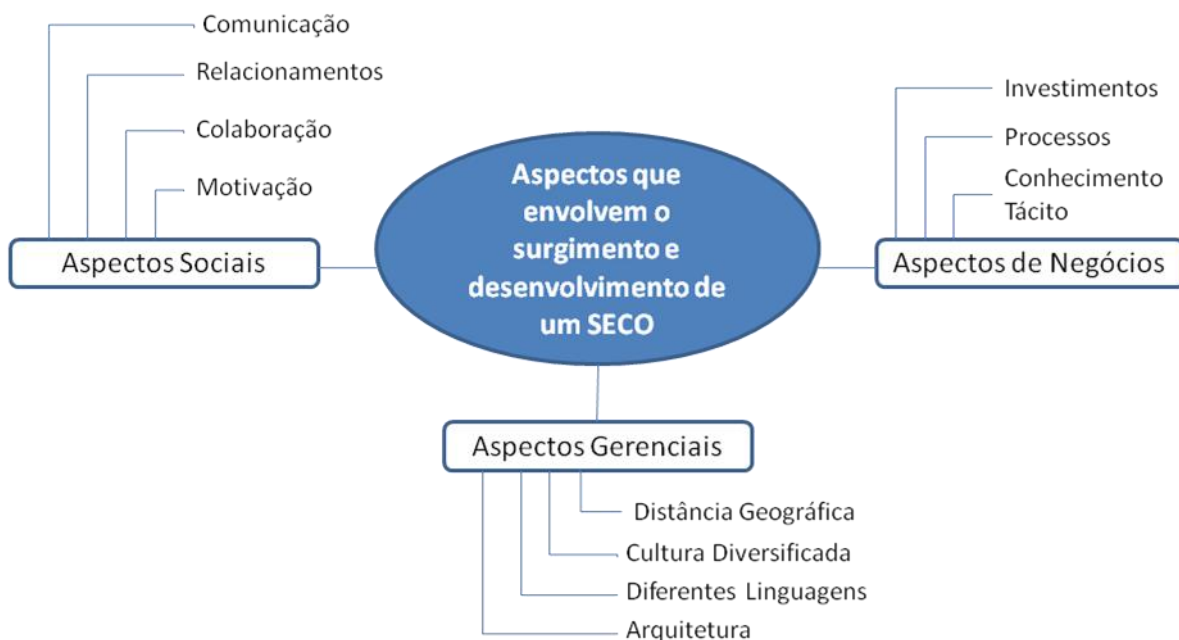 Comunicação
Relacionamentos
Colaboração
Motivação
Aspectos Sociais
Aspectos que
envolvem o
surgimento e
desenvolvimento de
um SECO
Investimentos
Processos
Conhecimento
Tácito
Aspectos de Negócios
Aspectos Gerenciais
Distância Geográfica
Cultura Diversificada
Diferentes Linguagens
Arquitetura